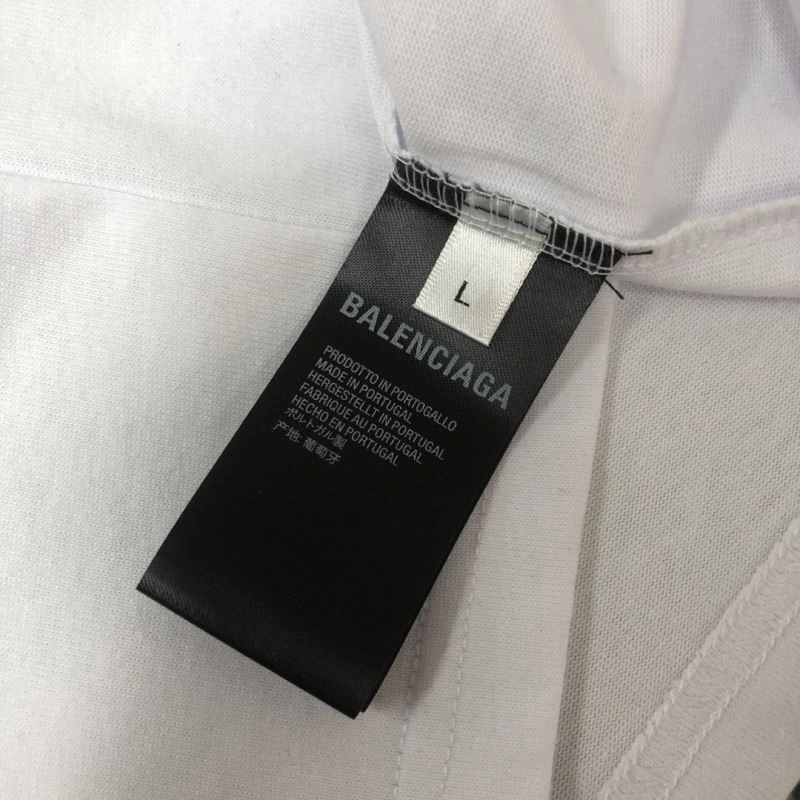 L
BALENCIAGA
PRODOTTO IN PORTOGALLO
MADE IN PORTUGAL
HERGESTELLT IN PORTUGAL
FABRIQUE AU PORTUGAL
HECHO EN PORTUGAL
ポルトガル製
产地: 葡萄牙